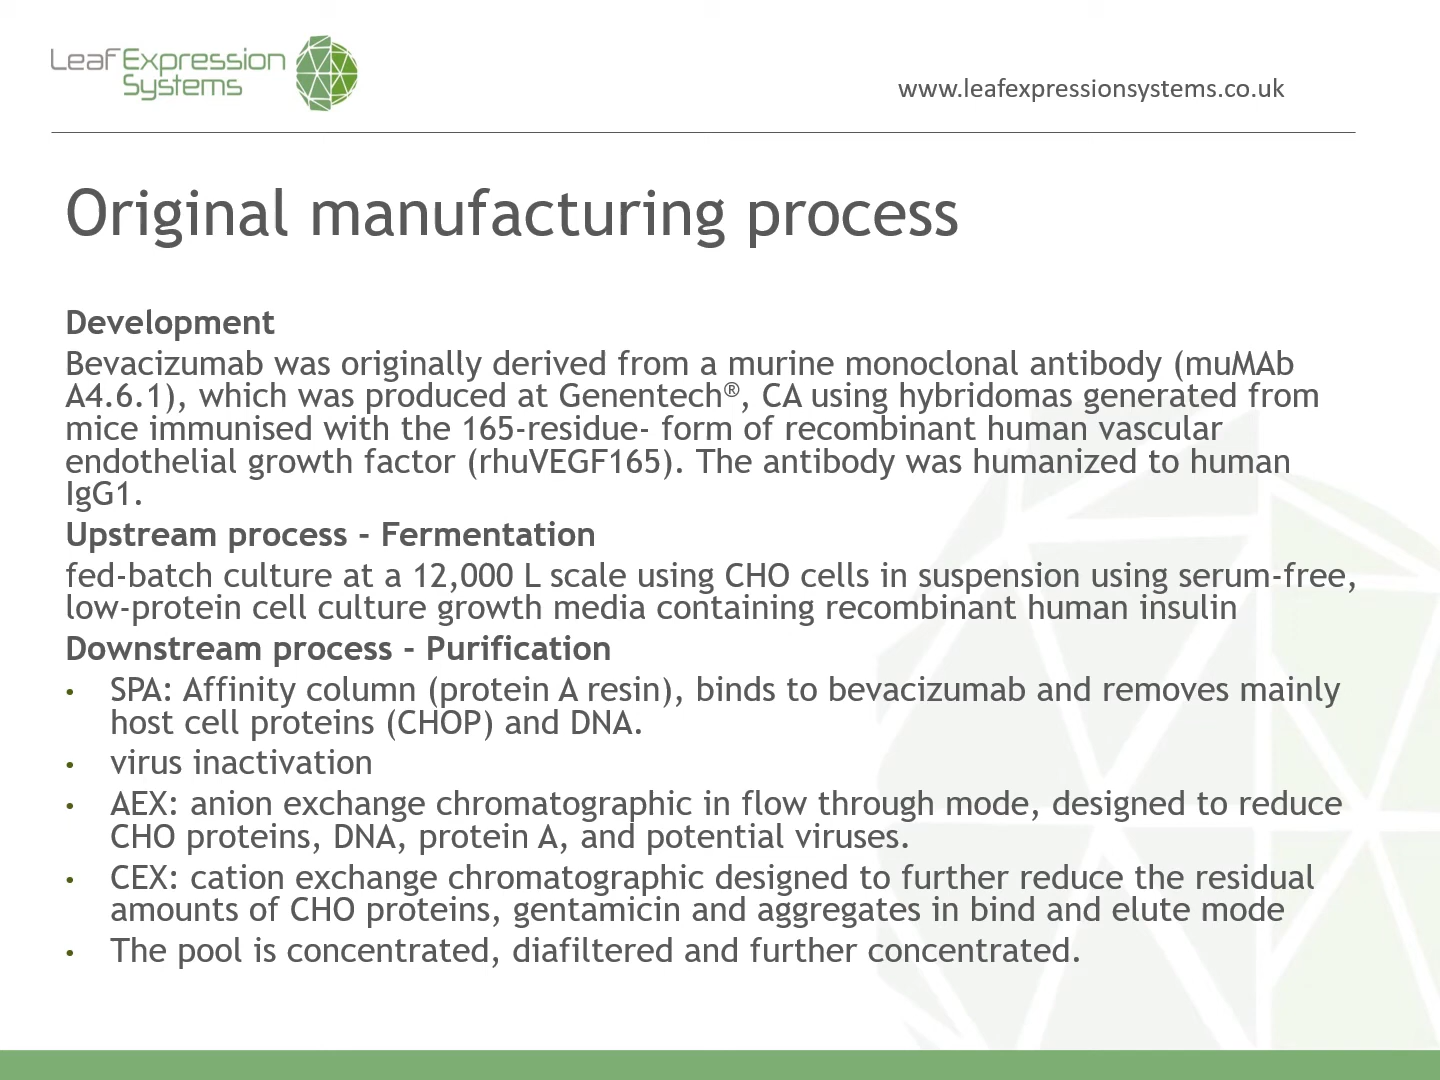 Leaf Expression
Systems
www.leafexpressionsystems.co.uk
Original manufacturing process
Development
Bevacizumab was originally derived from a murine monoclonal antibody (muMAb
A4.6.1), which was produced at Genentech®, CA using hybridomas generated from
mice immunised with the 165-residue- form of recombinant human vascular
endothelial growth factor (rhuVEGF165). The antibody was humanized to human
IgG1.
Upstream process - Fermentation
fed-batch culture at a 12,000 L scale using CHO cells in suspension using serum-free,
low-protein cell culture growth media containing recombinant human insulin
Downstream process - Purification
• SPA: Affinity column (protein A resin), binds to bevacizumab and removes mainly
host cell proteins (CHOP) and DNA.
• virus inactivation
• AEX: anion exchange chromatographic in flow through mode, designed to reduce
CHO proteins, DNA, protein A, and potential viruses.
• CEX: cation exchange chromatographic designed to further reduce the residual
amounts of CHO proteins, gentamicin and aggregates in bind and elute mode
• The pool is concentrated, diafiltered and further concentrated.